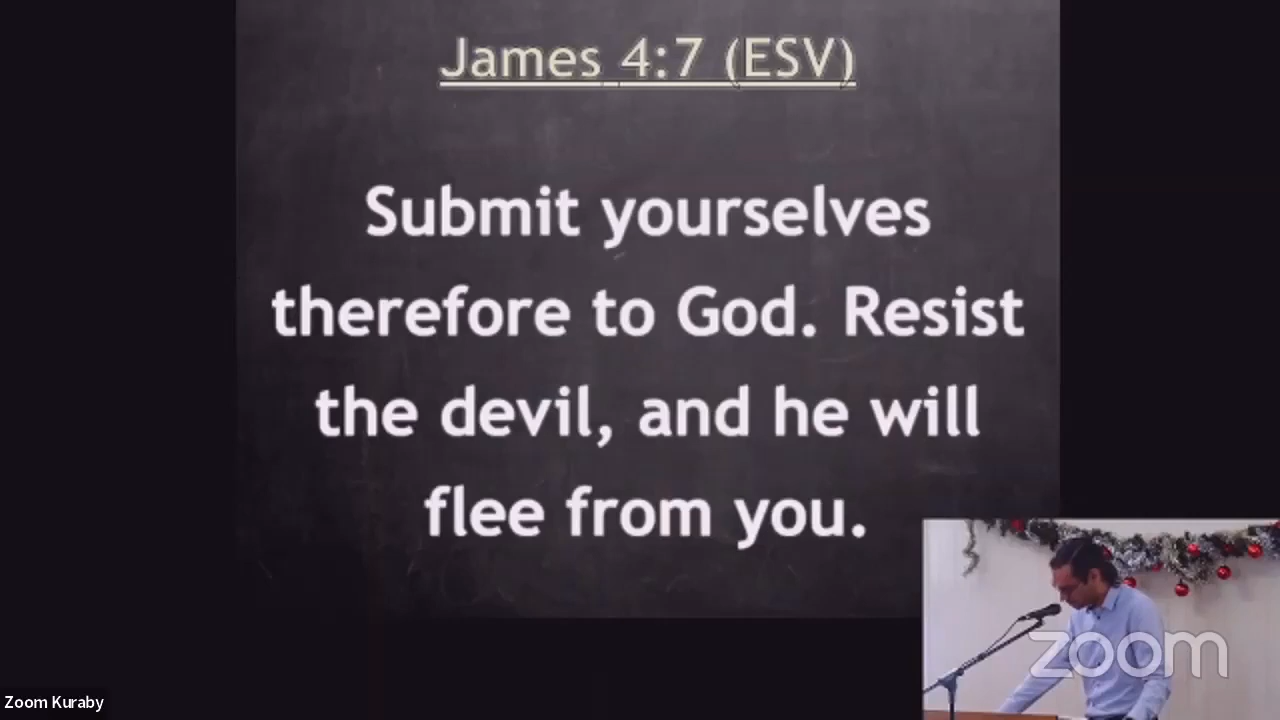 James 4:7 (ESV)
Submit yourselves
therefore to God. Resist
the devil, and he will
flee from you.
zoom
Zoom Kuraby